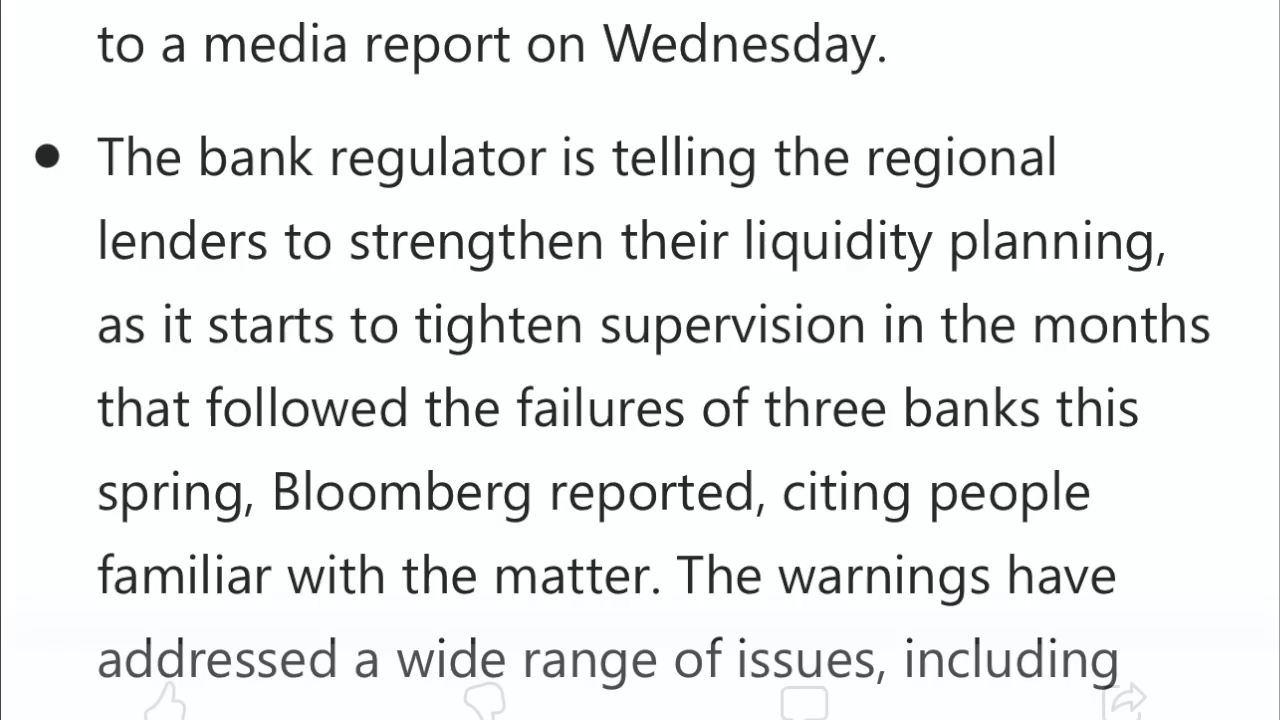 to a media report on Wednesday.
● The bank regulator is telling the regional
lenders to strengthen their liquidity planning,
as it starts to tighten supervision in the months
that followed the failures of three banks this
spring, Bloomberg reported, citing people
familiar with the matter. The warnings have
addressed a wide range of issues, including